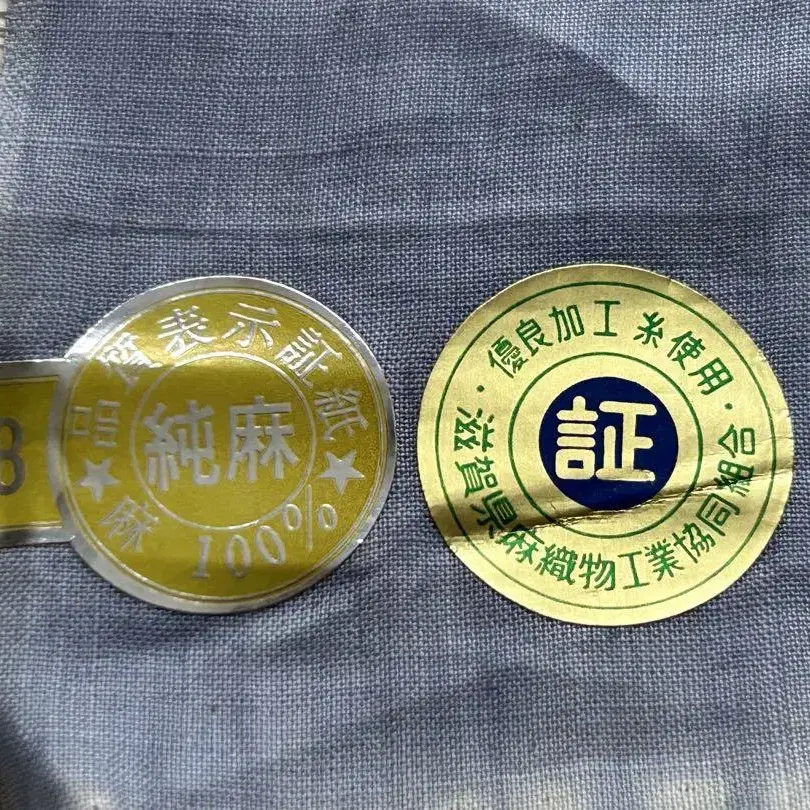 品質表示証紙
純麻
麻 100%
8
・優良加工糸使用・
証
滋賀県麻織物工業協同組合